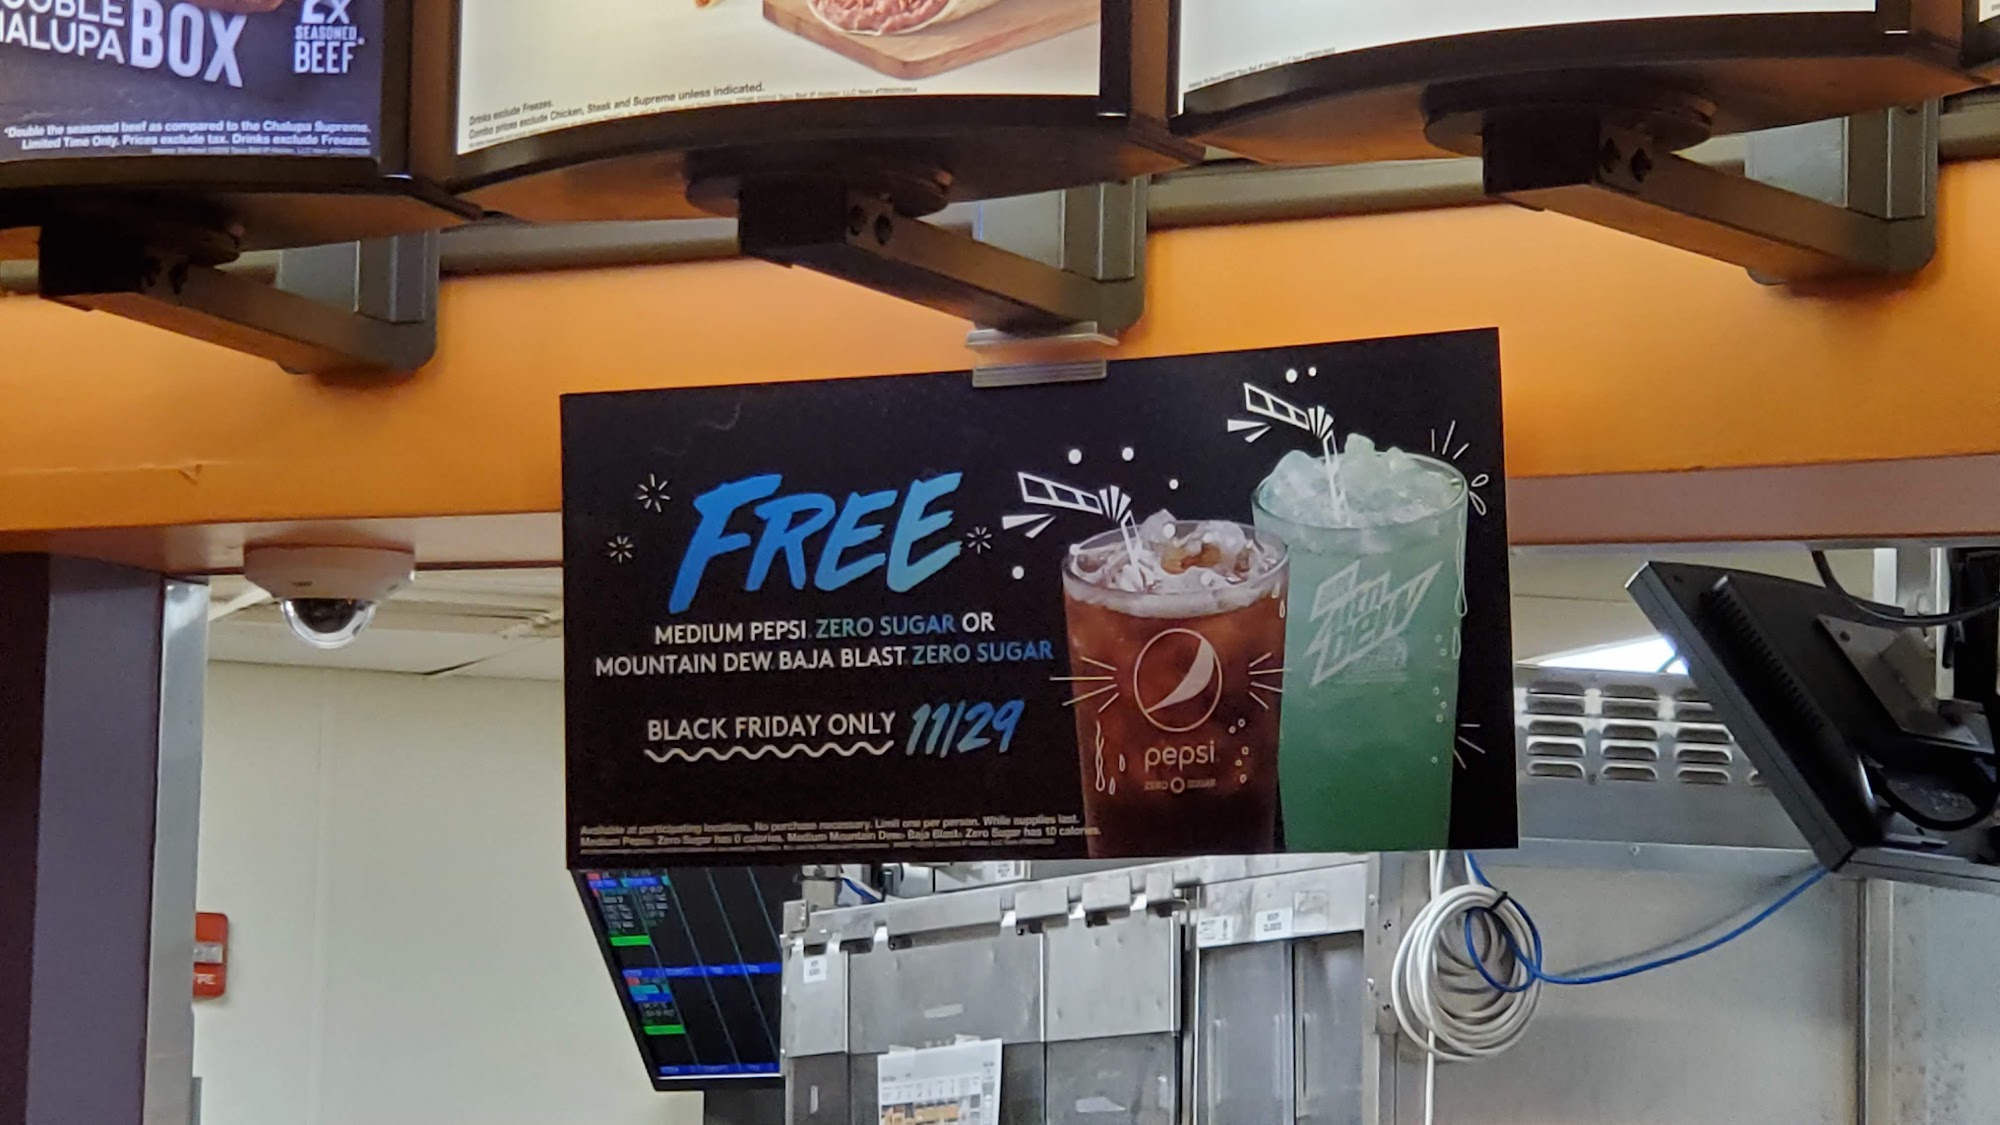 OUBLE
HALUPA BOX
2X
SEASONED
BEEF
*Double the seasoned beef as compared to the Chalupa Supreme.
Limited Time Only. Prices exclude tax. Drinks exclude Freezes.
Drinks exclude Freezes.
Combo prices exclude Chicken, Steak and Supreme unless indicated.
FREE
MEDIUM PEPSI ZERO SUGAR OR
MOUNTAIN DEW BAJA BLAST ZERO SUGAR
BLACK FRIDAY ONLY 11/29
Available at participating locations. No purchase necessary. Limit one per person. While supplies last.
Medium Pepsi® Zero Sugar has 0 calories. Medium Mountain Dew® Baja Blast® Zero Sugar has 10 calories.
pepsi
ZERO SUGAR
Mtn
Dew